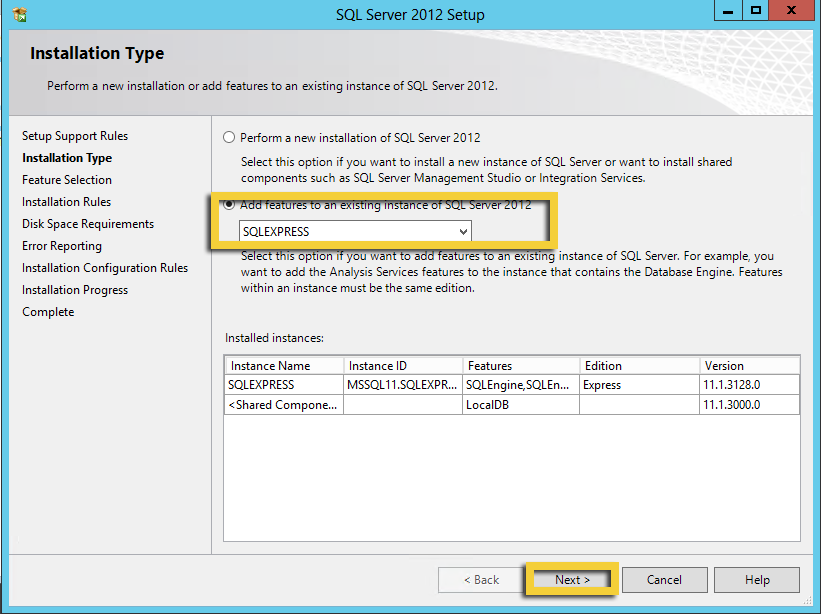 SQL Server 2012 Setup
Installation Type
Perform a new installation or add features to an existing instance of SQL Server 2012.
Setup Support Rules
Installation Type
Feature Selection
Installation Rules
Disk Space Requirements
Error Reporting
Installation Configuration Rules
Installation Progress
Complete
Perform a new installation of SQL Server 2012
Select this option if you want to install a new instance of SQL Server or want to install shared
components such as SQL Server Management Studio or Integration Services.
Add features to an existing instance of SQL Server 2012
SQLEXPRESS
Select this option if you want to add features to an existing instance of SQL Server. For example, you
want to add the Analysis Services features to the instance that contains the Database Engine. Features
within an instance must be the same edition.
Installed instances:
Instance Name Instance ID Features Edition Version
SQLEXPRESS MSSQL11.SQLEXPR... SQLEngine,SQLEn... Express 11.1.3128.0
<Shared Compone... LocalDB 11.1.3000.0
< Back Next > Cancel Help